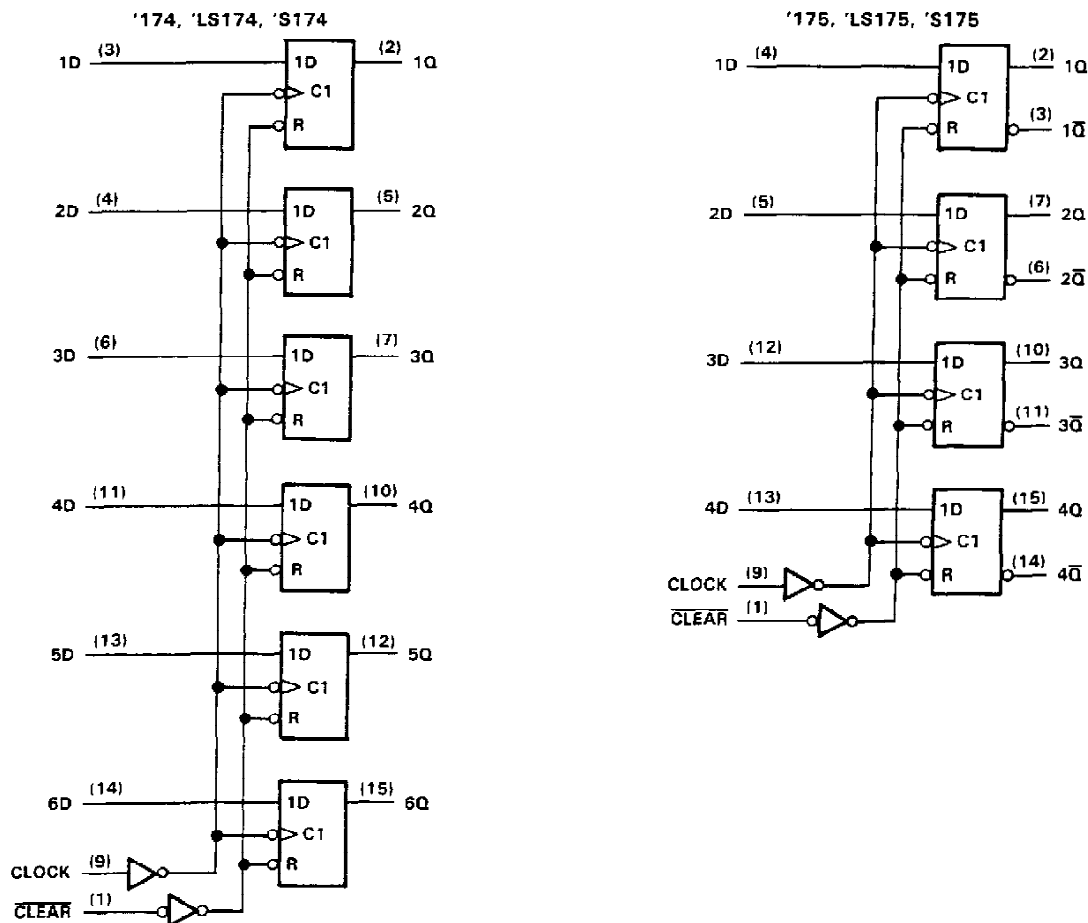 '174, 'LS174, 'S174
1D (3) 1D (2) 1Q
C1
R
2D (4) 1D (5) 2Q
C1
R
3D (6) 1D (7) 3Q
C1
R
4D (11) 1D (10) 4Q
C1
R
5D (13) 1D (12) 5Q
C1
R
6D (14) 1D (15) 6Q
C1
CLOCK (9) R
C̅L̅E̅A̅R̅ (1)
'175, 'LS175, 'S175
1D (4) 1D (2) 1Q
C1
R (3) 1Q̅
2D (5) 1D (7) 2Q
C1
R (6) 2Q̅
3D (12) 1D (10) 3Q
C1
R (11) 3Q̅
4D (13) 1D (15) 4Q
C1
CLOCK (9) R (14) 4Q̅
C̅L̅E̅A̅R̅ (1)